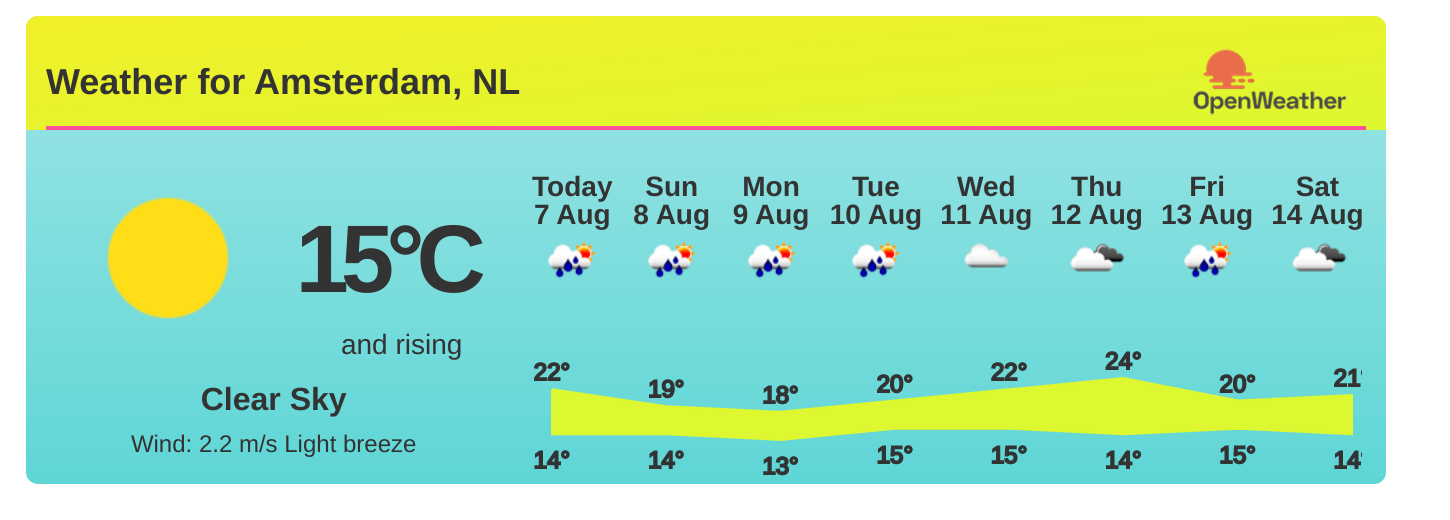 Weather for Amsterdam, NL
OpenWeather
15°C
and rising
Clear Sky
Wind: 2.2 m/s Light breeze
Today Sun Mon Tue Wed Thu Fri Sat
7 Aug 8 Aug 9 Aug 10 Aug 11 Aug 12 Aug 13 Aug 14 Aug
22° 19° 18° 20° 22° 24° 20° 21°
14° 14° 13° 15° 15° 14° 15° 14°